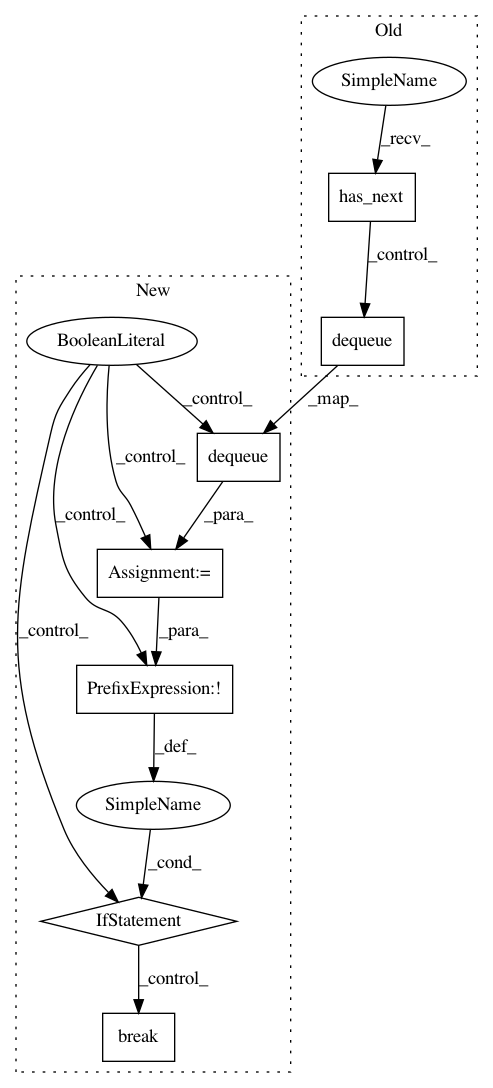 Old
SimpleName
_recv_
has_next
_control_
dequeue
_map_
New
BooleanLiteral
_control_
dequeue
_control_
_para_
_control_
Assignment:=
_control_
_para_
PrefixExpression:!
_def_
SimpleName
_cond_
IfStatement
_control_
break